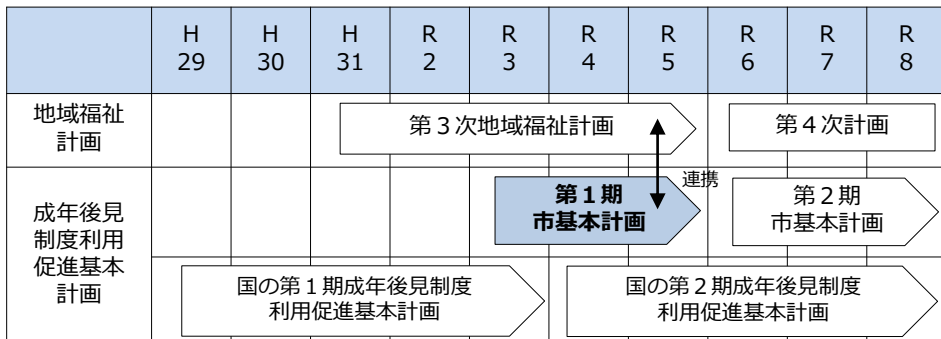 H 29
H 30
H 31
R 2
R 3
R 4
R 5
R 6
R 7
R 8
地域福祉
計画
第３次地域福祉計画
第４次計画
連携
成年後見
制度利用
促進基本
計画
第１期
市基本計画
第２期
市基本計画
国の第１期成年後見制度
利用促進基本計画
国の第２期成年後見制度
利用促進基本計画